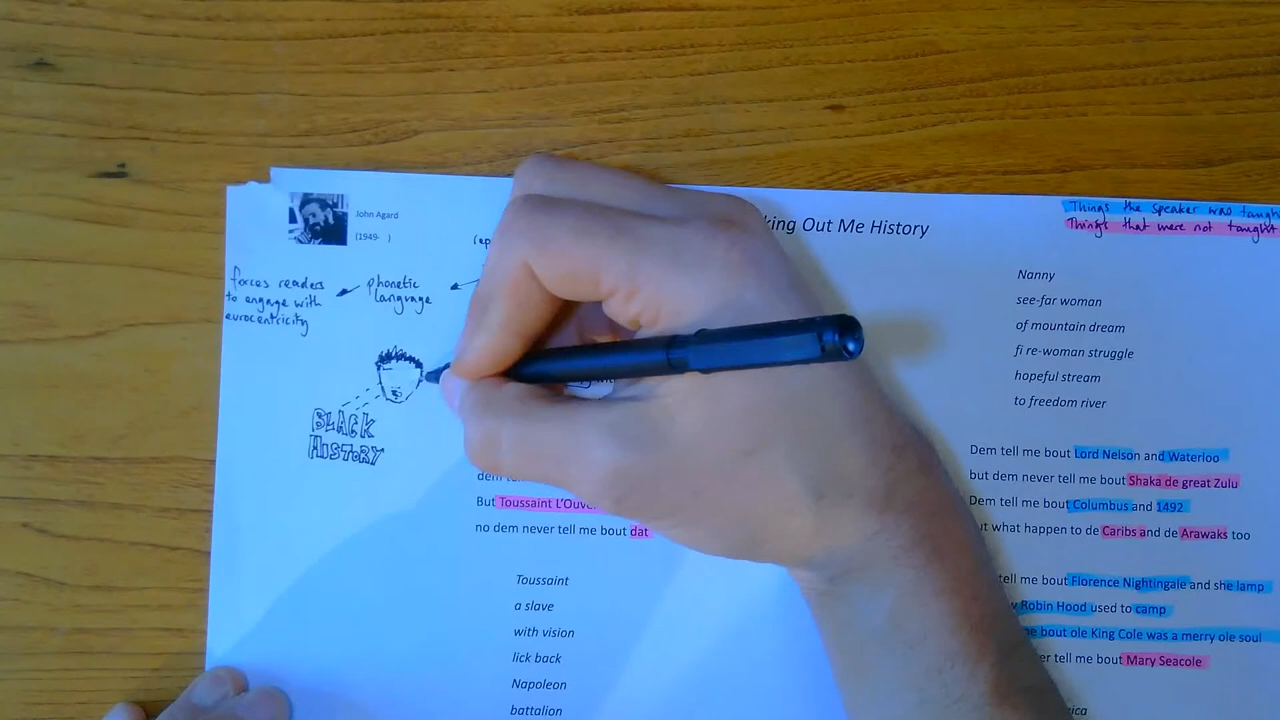 John Agard
(1949- )
king Out Me History
Things the speaker was taugh
Things that were not taught
forces readers
to engage with
eurocentricity
phonetic
language
BLACK
HISTORY
But Toussaint L'Ouv
no dem never tell me bout dat
Toussaint
a slave
with vision
lick back
Napoleon
battalion
Nanny
see-far woman
of mountain dream
fi re-woman struggle
hopeful stream
to freedom river
Dem tell me bout Lord Nelson and Waterloo
but dem never tell me bout Shaka de great Zulu
Dem tell me bout Columbus and 1492
ut what happen to de Caribs and de Arawaks too
tell me bout Florence Nightingale and she lamp
Robin Hood used to camp
e bout ole King Cole was a merry ole soul
er tell me bout Mary Seacole